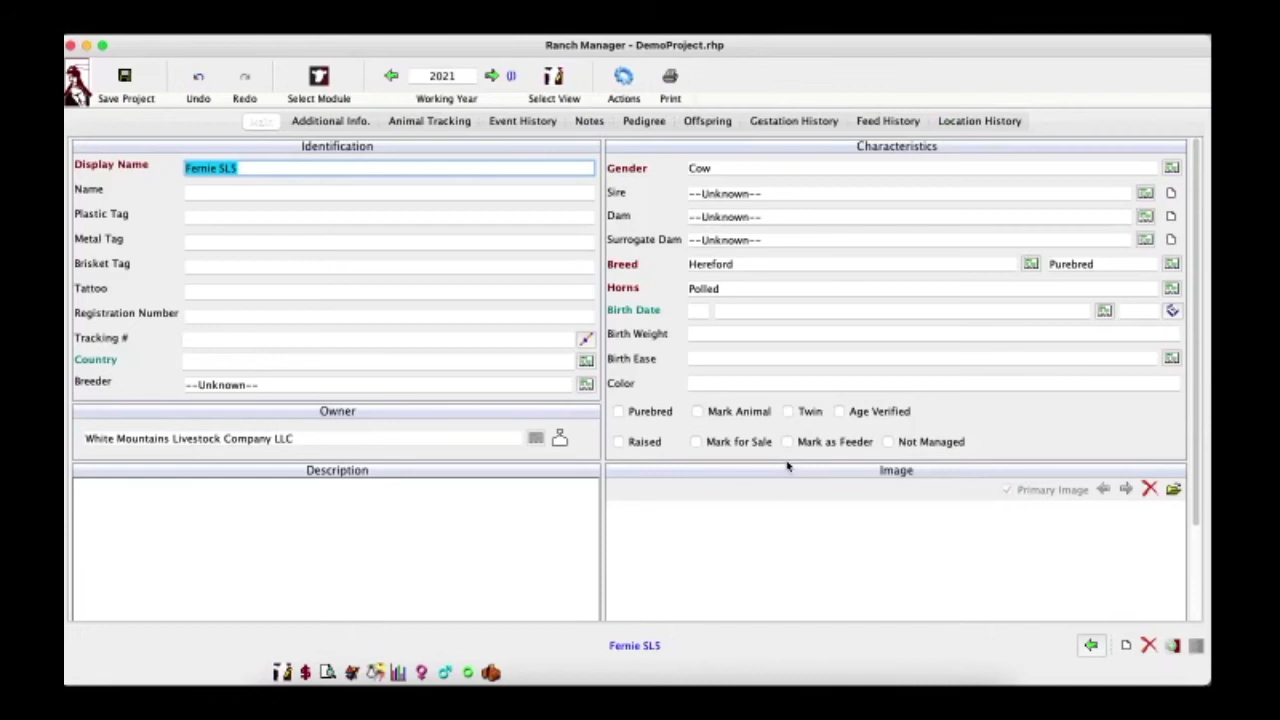 Ranch Manager - DemoProject.rhp
2021
Save Project Undo Redo Select Module Working Year Select View Actions Print
Main Additional Info. Animal Tracking Event History Notes Pedigree Offspring Gestation History Feed History Location History
Identification
Display Name Fernie SLS
Name
Plastic Tag
Metal Tag
Brisket Tag
Tattoo
Registration Number
Tracking #
Country
Breeder --Unknown--
Owner
White Mountains Livestock Company LLC
Description
Characteristics
Gender Cow
Sire --Unknown--
Dam --Unknown--
Surrogate Dam --Unknown--
Breed Hereford Purebred
Horns Polled
Birth Date
Birth Weight
Birth Ease
Color
Purebred Mark Animal Twin Age Verified
Raised Mark for Sale Mark as Feeder Not Managed
Image
Primary Image
Fernie SLS